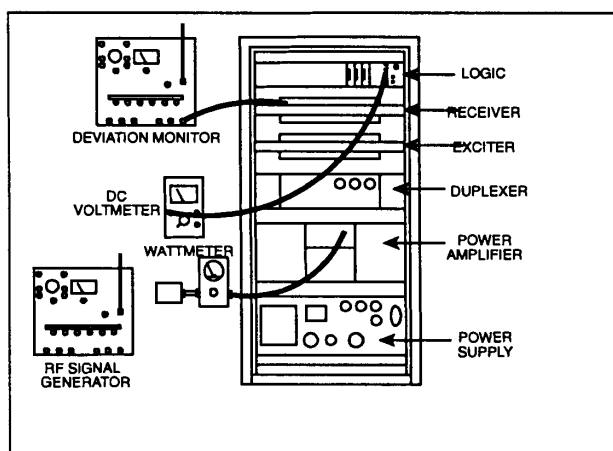 LOGIC
RECEIVER
DEVIATION MONITOR
EXCITER
DC
VOLTMETER
DUPLEXER
WATTMETER
POWER
AMPLIFIER
RF SIGNAL
GENERATOR
POWER
SUPPLY